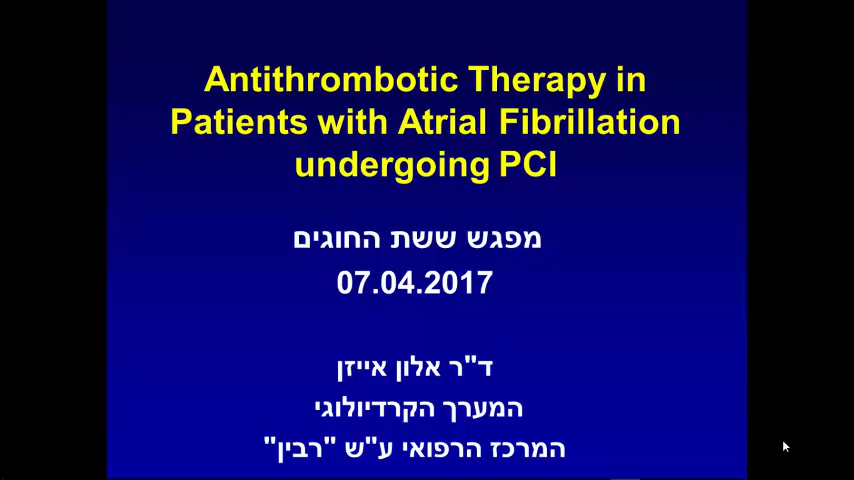 Antithrombotic Therapy in
Patients with Atrial Fibrillation
undergoing PCI
מפגש ששת החוגים
07.04.2017
ד"ר אלון אייזן
המערך הקרדיולוגי
המרכז הרפואי ע"ש "רבין"